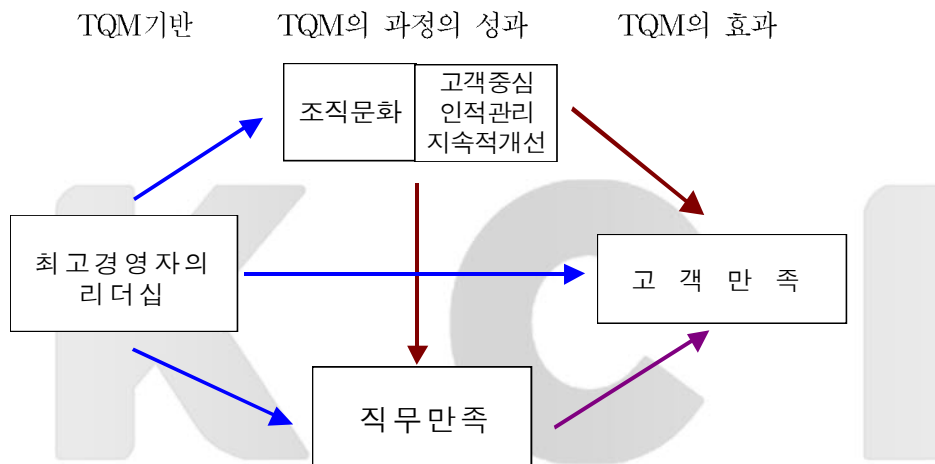 TQM기반 TQM의 과정의 성과 TQM의 효과
조직문화
고객중심
인적관리
지속적개선
최고경영자의
리더십
고 객 만 족
직무만족
KCI